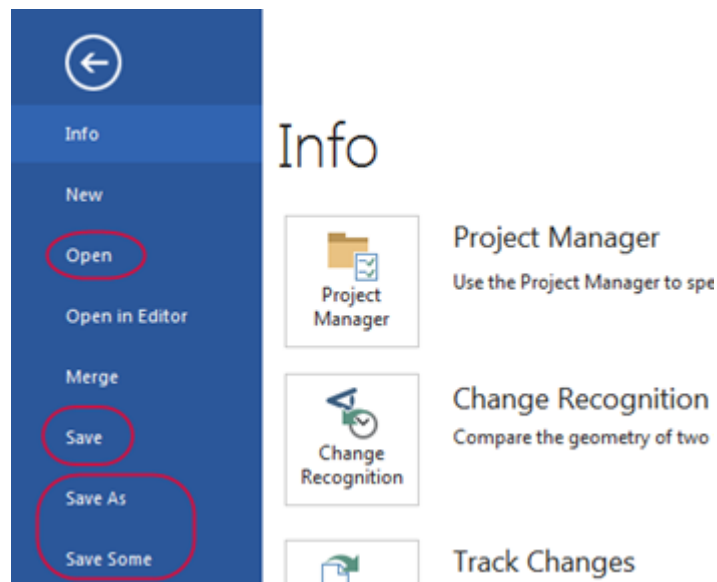 Info
New
Open
Open in Editor
Merge
Save
Save As
Save Some
Info
Project
Manager
Project Manager
Use the Project Manager to spe
Change
Recognition
Change Recognition
Compare the geometry of two
Track Changes